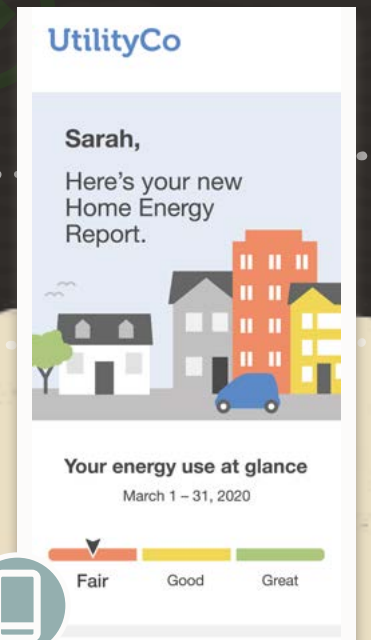 UtilityCo
Sarah,
Here's your new
Home Energy
Report.
Your energy use at glance
March 1 – 31, 2020
Fair Good Great